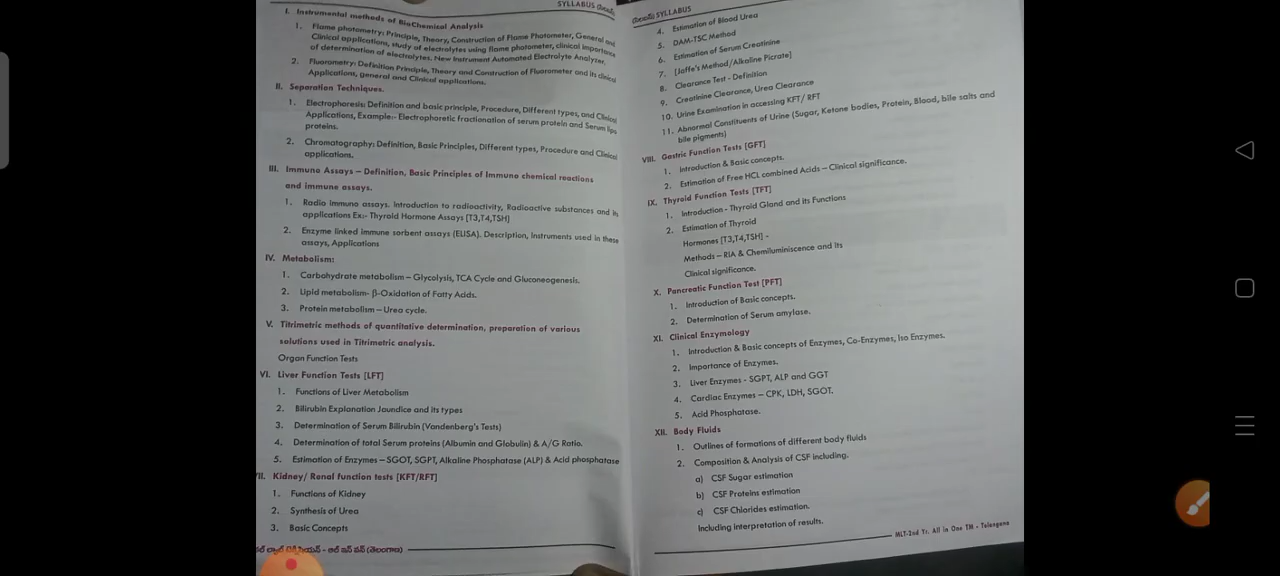 SYLLABUS
I. Instrumental methods of BioChemical Analysis
1. Flame photometry: Principle, Theory, Construction of Flame Photometer, General and
Clinical applications, study of electrolytes using flame photometer, clinical importance
of determination of electrolytes. New Instrument Automated Electrolyte Analyser.
2. Fluorometry: Definition Principle, Theory and Construction of Fluorometer and its clinical
Applications, general and Clinical applications.
II. Separation Techniques.
1. Electrophoresis: Definition and basic principle, Procedure, Different types, and Clinical
Applications, Example:- Electrophoretic fractionation of serum protein and Serum lipo
proteins.
2. Chromatography: Definition, Basic Principles, Different types, Procedure and Clinical
applications.
III. Immuno Assays – Definition, Basic Principles of Immuno chemical reactions
and immune assays.
1. Radio immuno assays. Introduction to radioactivity, Radioactive substances and its
applications Ex:- Thyroid Hormone Assays [T3,T4,TSH]
2. Enzyme linked immune sorbent assays (ELISA). Description, Instruments used in these
assays, Applications
IV. Metabolism:
1. Carbohydrate metabolism – Glycolysis, TCA Cycle and Gluconeogenesis.
2. Lipid metabolism- β-Oxidation of Fatty Acids.
3. Protein metabolism – Urea cycle.
V. Titrimetric methods of quantitative determination, preparation of various
solutions used in Titrimetric analysis.
Organ Function Tests
VI. Liver Function Tests [LFT]
1. Functions of Liver Metabolism
2. Bilirubin Explanation Jaundice and its types
3. Determination of Serum Bilirubin (Vandenberg's Tests)
4. Determination of total Serum proteins (Albumin and Globulin) & A/G Ratio.
5. Estimation of Enzymes – SGOT, SGPT, Alkaline Phosphatase (ALP) & Acid phosphatase
VII. Kidney/ Renal function tests [KFT/RFT]
1. Functions of Kidney
2. Synthesis of Urea
3. Basic Concepts
SYLLABUS
4. Estimation of Blood Urea
5. DAM-TSC Method
6. Estimation of Serum Creatinine
7. [Jaffe's Method/Alkaline Picrate]
8. Clearance Test - Definition
9. Creatinine Clearance, Urea Clearance
10. Urine Examination in accessing KFT/ RFT
11. Abnormal Constituents of Urine (Sugar, Ketone bodies, Protein, Blood, bile salts and
bile pigments)
VIII. Gastric Function Tests [GFT]
1. Introduction & Basic concepts.
2. Estimation of Free HCL combined Acids – Clinical significance.
IX. Thyroid Function Tests [TFT]
1. Introduction - Thyroid Gland and its Functions
2. Estimation of Thyroid
Hormones [T3,T4,TSH] -
Methods – RIA & Chemiluminiscence and its
Clinical significance.
X. Pancreatic Function Test [PFT]
1. Introduction of Basic concepts.
2. Determination of Serum amylase.
XI. Clinical Enzymology
1. Introduction & Basic concepts of Enzymes, Co-Enzymes, Iso Enzymes.
2. Importance of Enzymes.
3. Liver Enzymes - SGPT, ALP and GGT
4. Cardiac Enzymes – CPK, LDH, SGOT.
5. Acid Phosphatase.
XII. Body Fluids
1. Outlines of formations of different body fluids
2. Composition & Analysis of CSF including.
a) CSF Sugar estimation
b) CSF Proteins estimation
c) CSF Chlorides estimation.
Including interpretation of results.
MLT-2nd Yr. All in One TM - Telangana